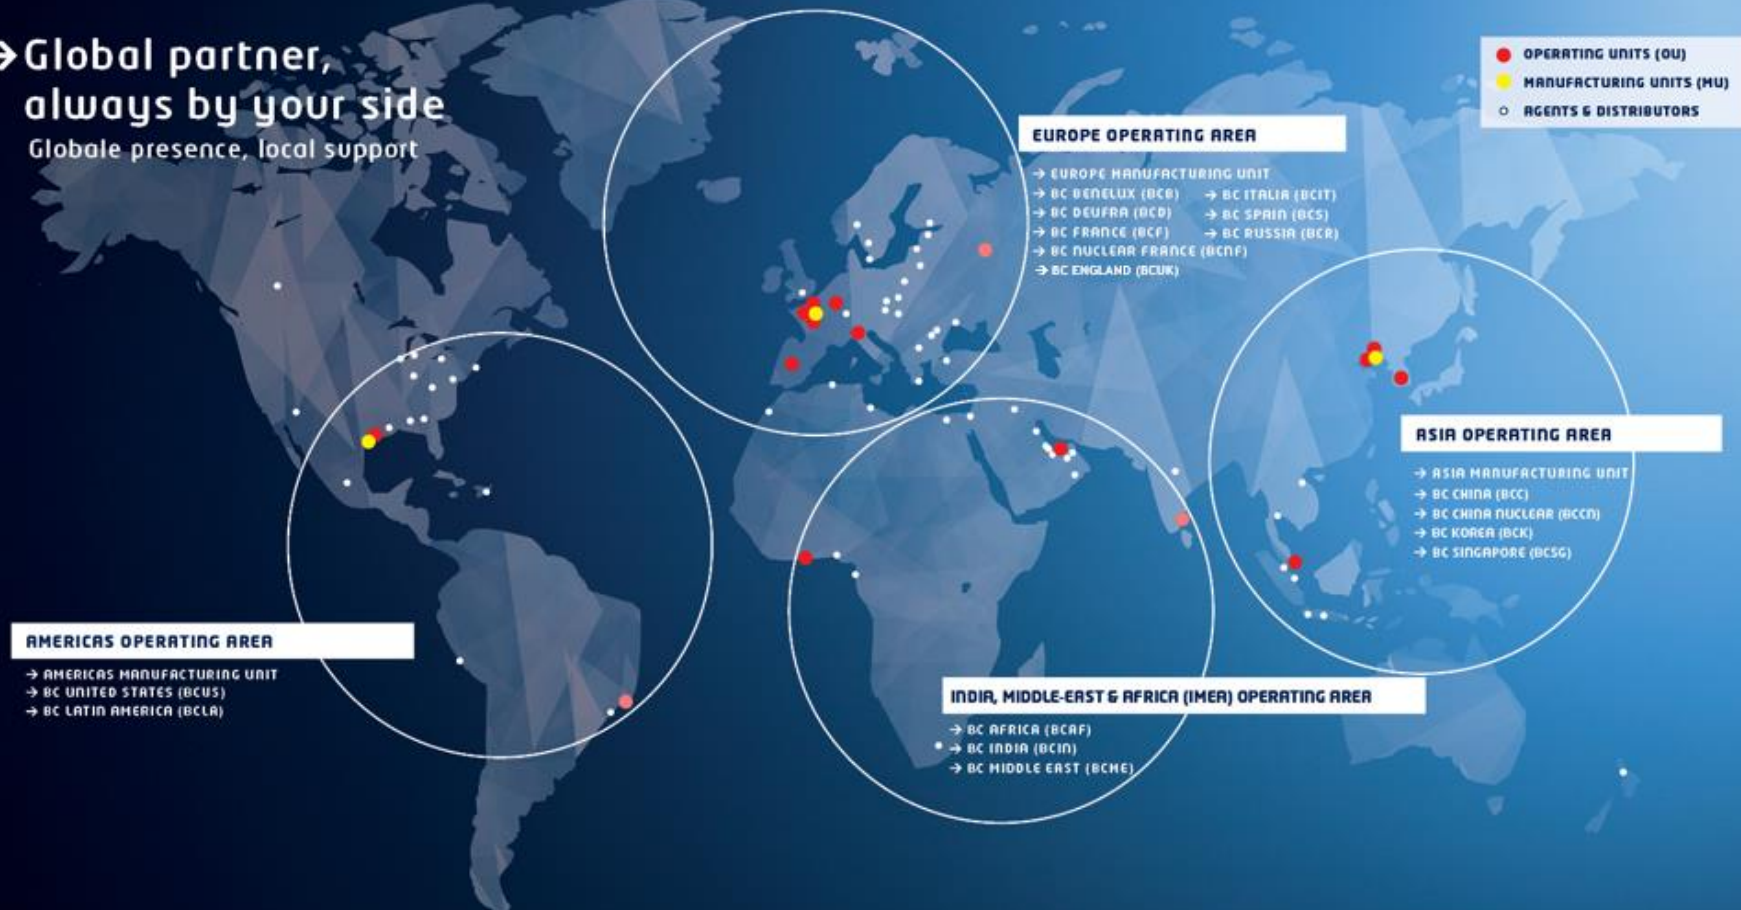 → Global partner,
always by your side
Globale presence, local support
OPERATING UNITS (OU)
MANUFACTURING UNITS (MU)
AGENTS & DISTRIBUTORS
EUROPE OPERATING AREA
→ EUROPE MANUFACTURING UNIT
→ BC BENELUX (BCB) → BC ITALIA (BCIT)
→ BC DEUFRA (BCD) → BC SPAIN (BCS)
→ BC FRANCE (BCF) → BC RUSSIA (BCR)
→ BC NUCLEAR FRANCE (BCNF)
→ BC ENGLAND (BCUK)
ASIA OPERATING AREA
→ ASIA MANUFACTURING UNIT
→ BC CHINA (BCC)
→ BC CHINA NUCLEAR (BCCN)
→ BC KOREA (BCK)
→ BC SINGAPORE (BCSG)
AMERICAS OPERATING AREA
→ AMERICAS MANUFACTURING UNIT
→ BC UNITED STATES (BCUS)
→ BC LATIN AMERICA (BCLA)
INDIA, MIDDLE-EAST & AFRICA (IMEA) OPERATING AREA
→ BC AFRICA (BCAF)
→ BC INDIA (BCIN)
→ BC MIDDLE EAST (BCME)